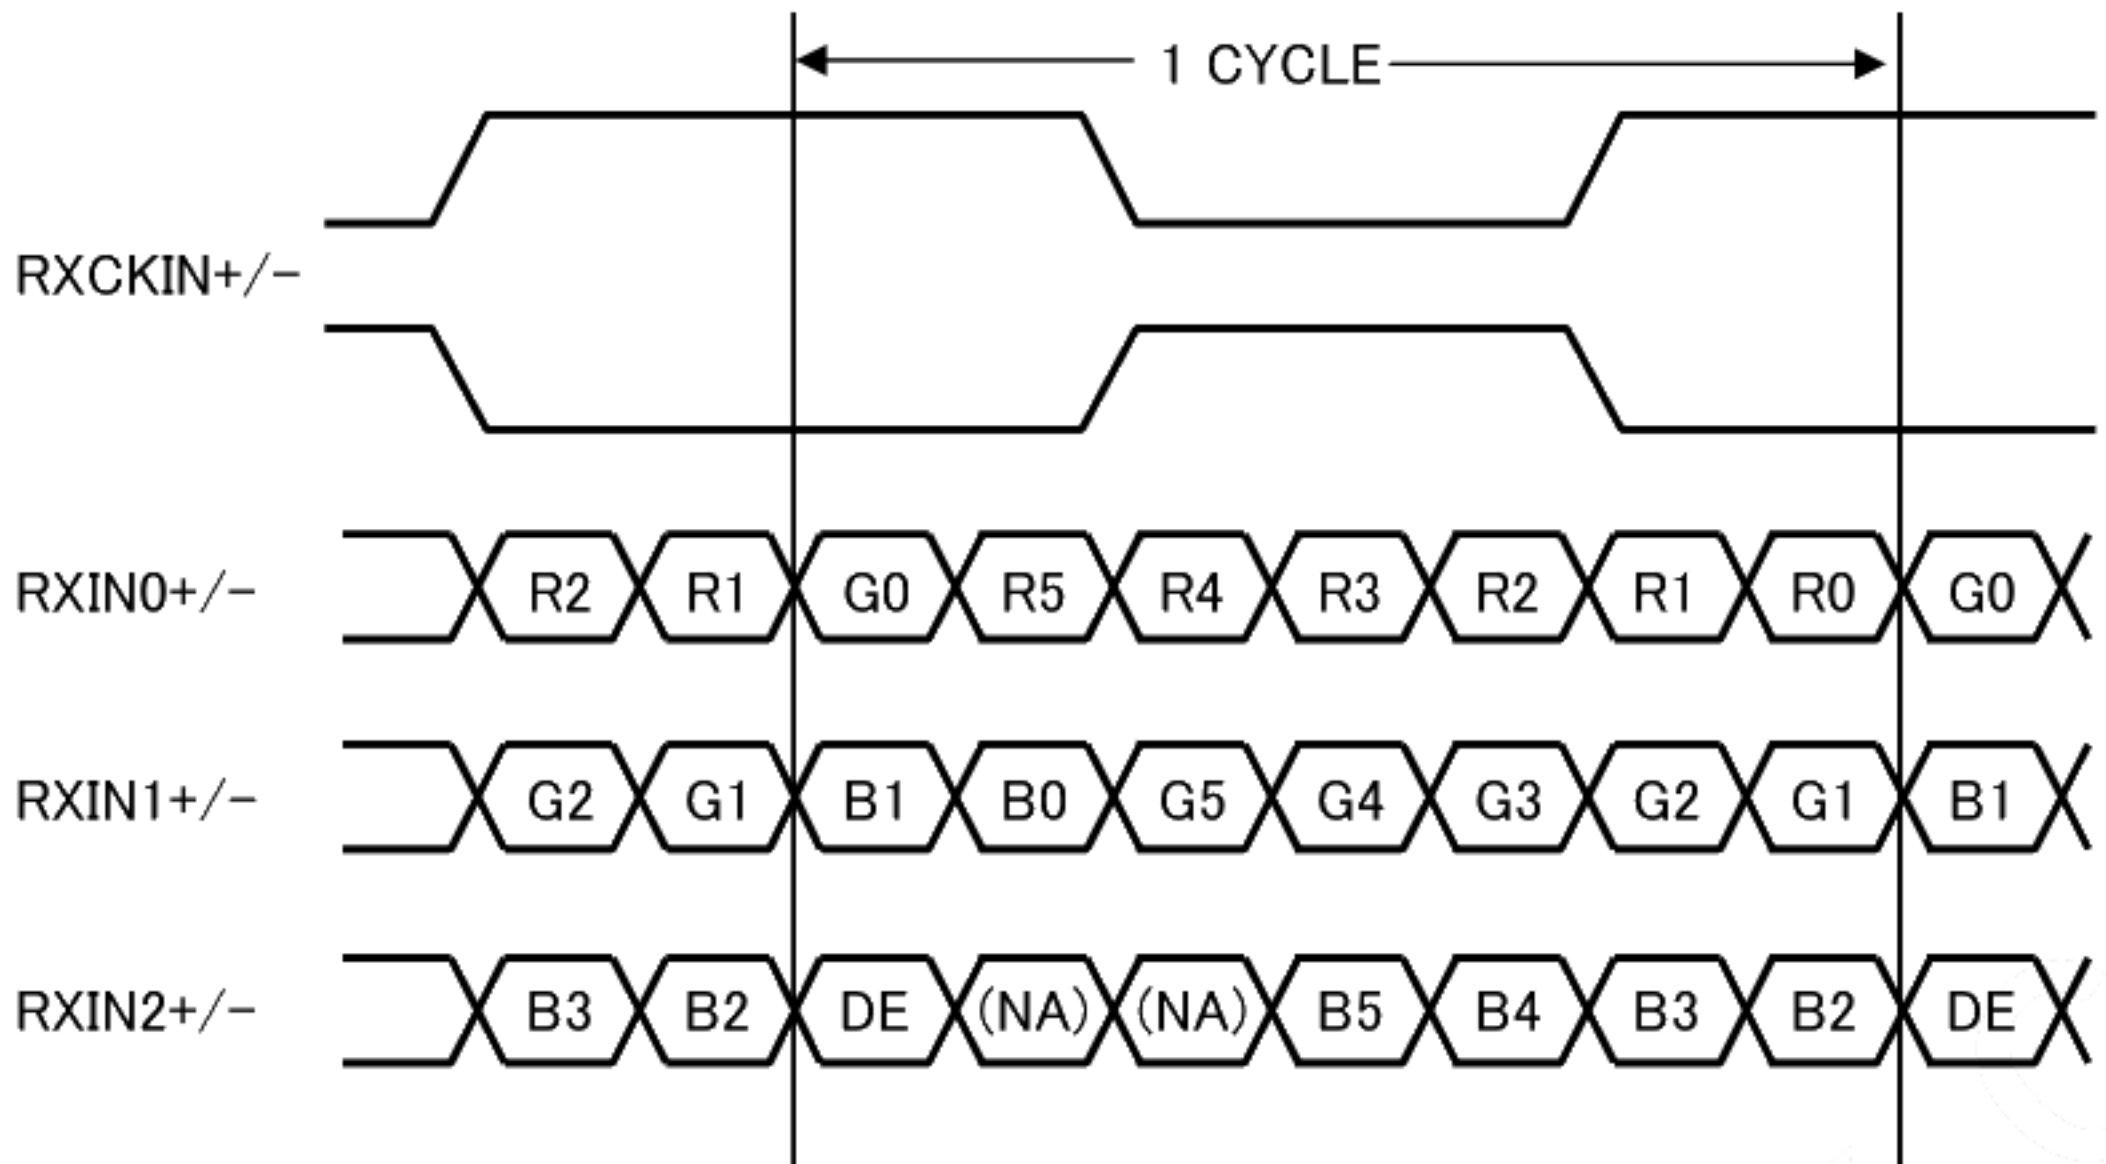 1 CYCLE
RXCKIN+/-
RXIN0+/- R2 R1 G0 R5 R4 R3 R2 R1 R0 G0
RXIN1+/- G2 G1 B1 B0 G5 G4 G3 G2 G1 B1
RXIN2+/- B3 B2 DE (NA) (NA) B5 B4 B3 B2 DE